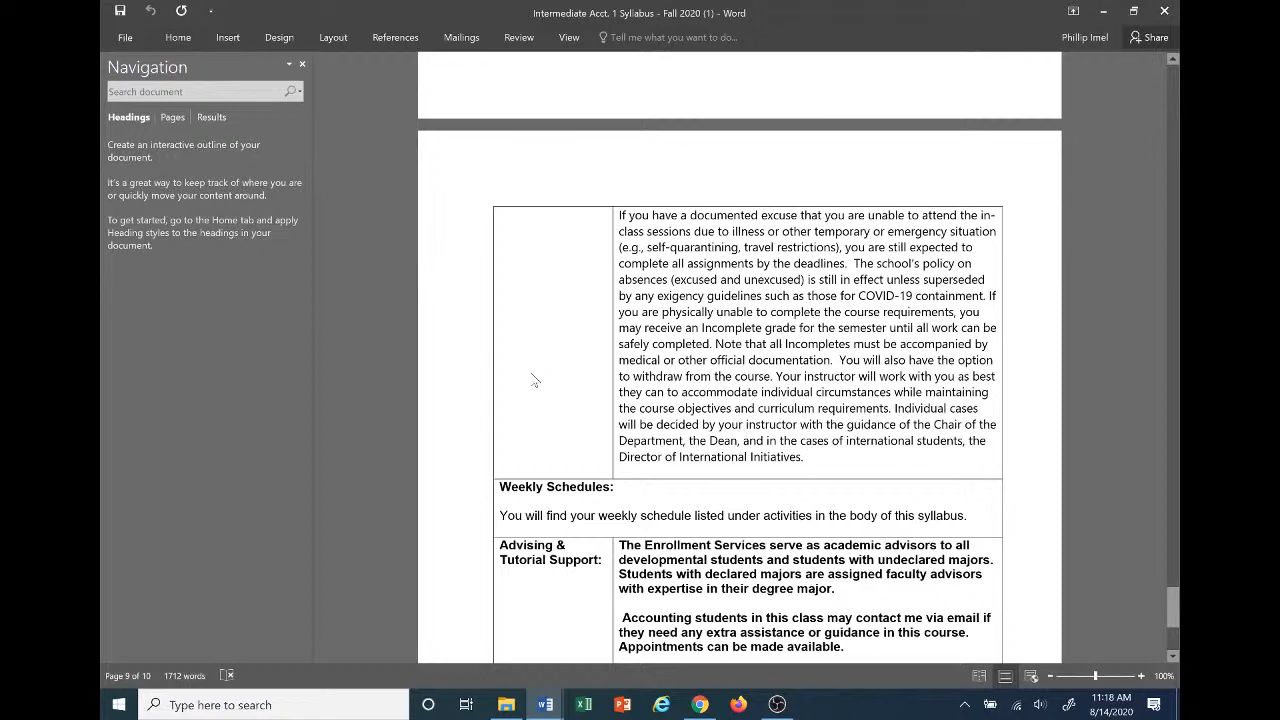 Intermediate Acct. 1 Syllabus - Fall 2020 (1) - Word
File Home Insert Design Layout References Mailings Review View Tell me what you want to do... Phillip Imel Share
Navigation
Search document
Headings Pages Results
Create an interactive outline of your
document.
It's a great way to keep track of where you are
or quickly move your content around.
To get started, go to the Home tab and apply
Heading styles to the headings in your
document.
If you have a documented excuse that you are unable to attend the in-
class sessions due to illness or other temporary or emergency situation
(e.g., self-quarantining, travel restrictions), you are still expected to
complete all assignments by the deadlines.  The school's policy on
absences (excused and unexcused) is still in effect unless superseded
by any exigency guidelines such as those for COVID-19 containment. If
you are physically unable to complete the course requirements, you
may receive an Incomplete grade for the semester until all work can be
safely completed. Note that all Incompletes must be accompanied by
medical or other official documentation.  You will also have the option
to withdraw from the course. Your instructor will work with you as best
they can to accommodate individual circumstances while maintaining
the course objectives and curriculum requirements. Individual cases
will be decided by your instructor with the guidance of the Chair of the
Department, the Dean, and in the cases of international students, the
Director of International Initiatives.
Weekly Schedules:
You will find your weekly schedule listed under activities in the body of this syllabus.
Advising &
Tutorial Support:
The Enrollment Services serve as academic advisors to all
developmental students and students with undeclared majors.
Students with declared majors are assigned faculty advisors
with expertise in their degree major.
Accounting students in this class may contact me via email if
they need any extra assistance or guidance in this course.
Appointments can be made available.
Page 9 of 10 1712 words 100%
Type here to search
11:18 AM
8/14/2020